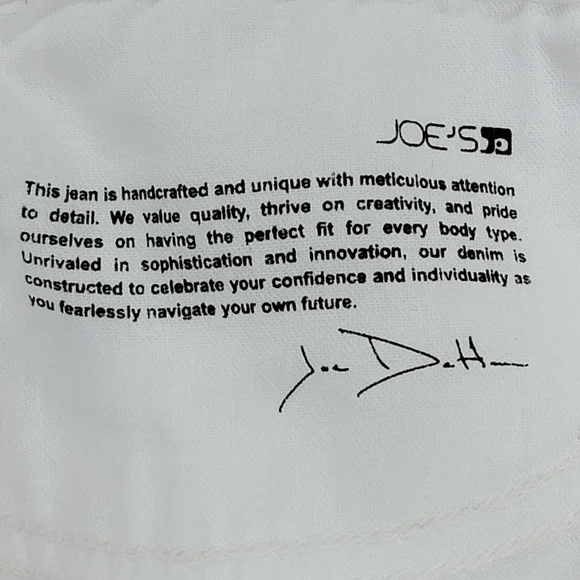 JOE'S
This jean is handcrafted and unique with meticulous attention
to detail. We value quality, thrive on creativity, and pride
ourselves on having the perfect fit for every body type.
Unrivaled in sophistication and innovation, our denim is
constructed to celebrate your confidence and individuality as
you fearlessly navigate your own future.
Joe Dahan